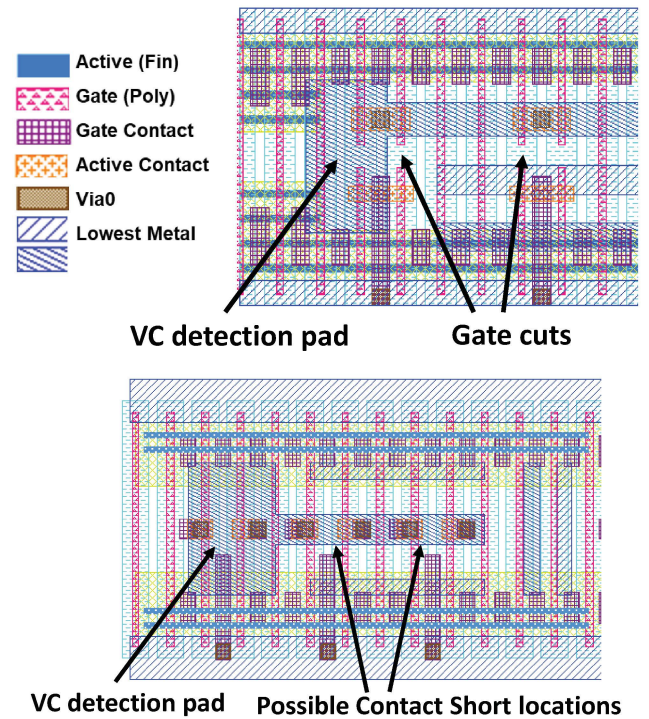 Active (Fin)
Gate (Poly)
Gate Contact
Active Contact
Via0
Lowest Metal
VC detection pad
Gate cuts
VC detection pad
Possible Contact Short locations